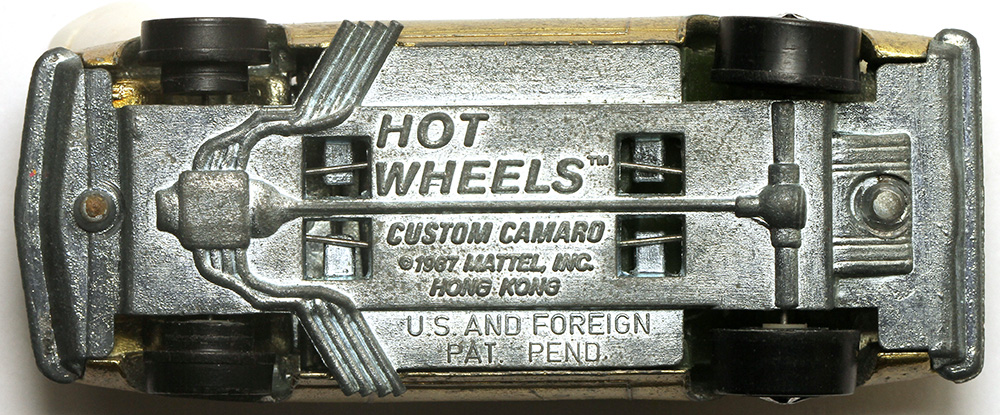 HOT
WHEELS™
CUSTOM CAMARO
©1967 MATTEL, INC.
HONG KONG
U.S. AND FOREIGN
PAT. PEND.